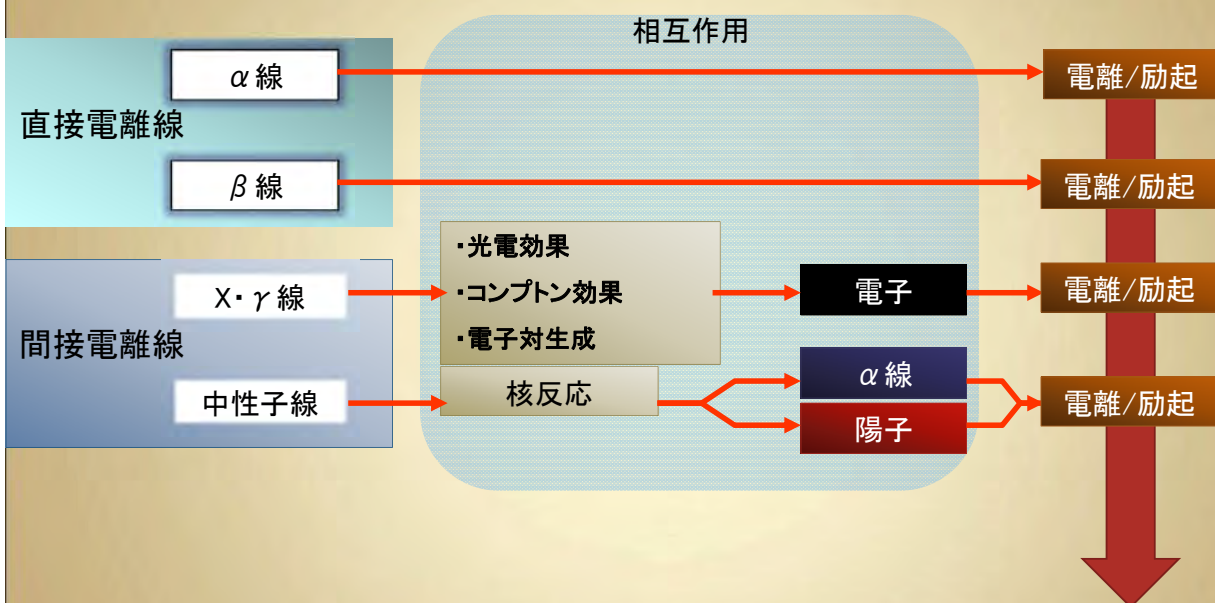 相互作用
直接電離線
α線
電離/励起
β線
電離/励起
間接電離線
X・γ線
・光電効果
・コンプトン効果
・電子対生成
電子
電離/励起
中性子線
核反応
α線
陽子
電離/励起